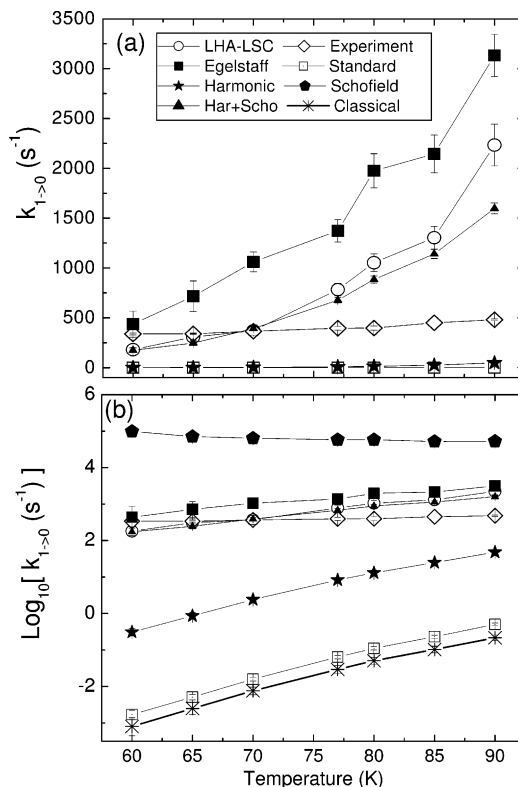 (a)
LHA-LSC Experiment
Egelstaff Standard
Harmonic Schofield
Har+Scho Classical
k1->0 (s-1)
3500
3000
2500
2000
1500
1000
500
0
(b)
Log10[ k1->0 (s-1) ]
6
4
2
0
-2
60 65 70 75 80 85 90
Temperature (K)